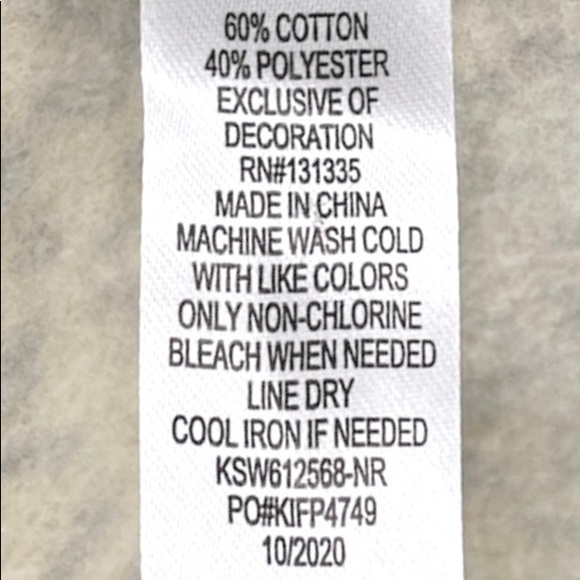 60% COTTON
40% POLYESTER
EXCLUSIVE OF
DECORATION
RN#131335
MADE IN CHINA
MACHINE WASH COLD
WITH LIKE COLORS
ONLY NON-CHLORINE
BLEACH WHEN NEEDED
LINE DRY
COOL IRON IF NEEDED
KSW612568-NR
PO#KIFP4749
10/2020